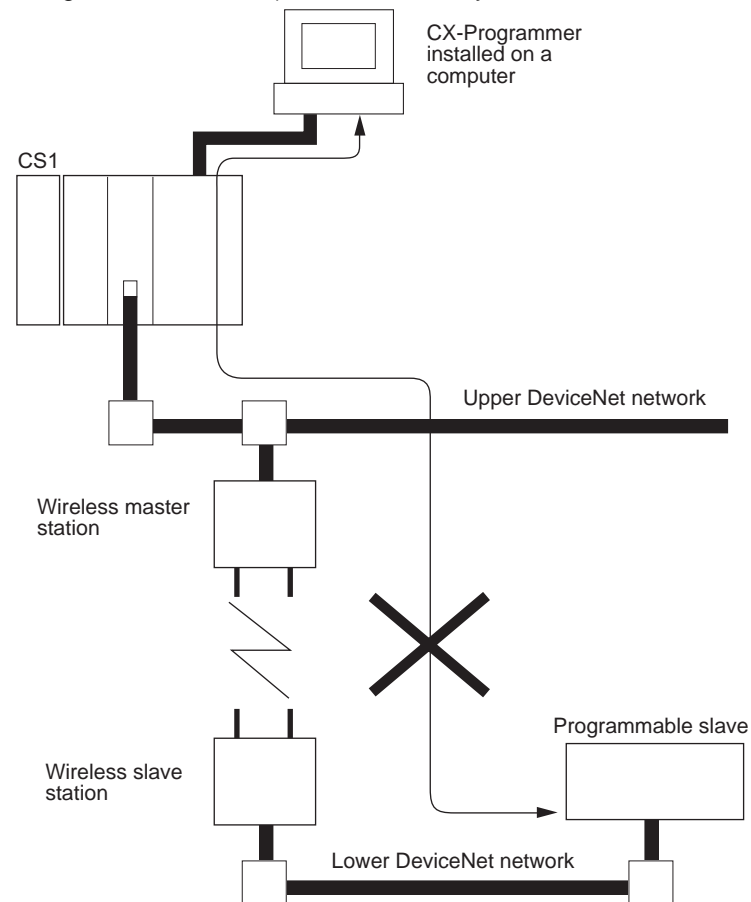 CX-Programmer
installed on a
computer
CS1
Upper DeviceNet network
Wireless master
station
Programmable slave
Wireless slave
station
Lower DeviceNet network